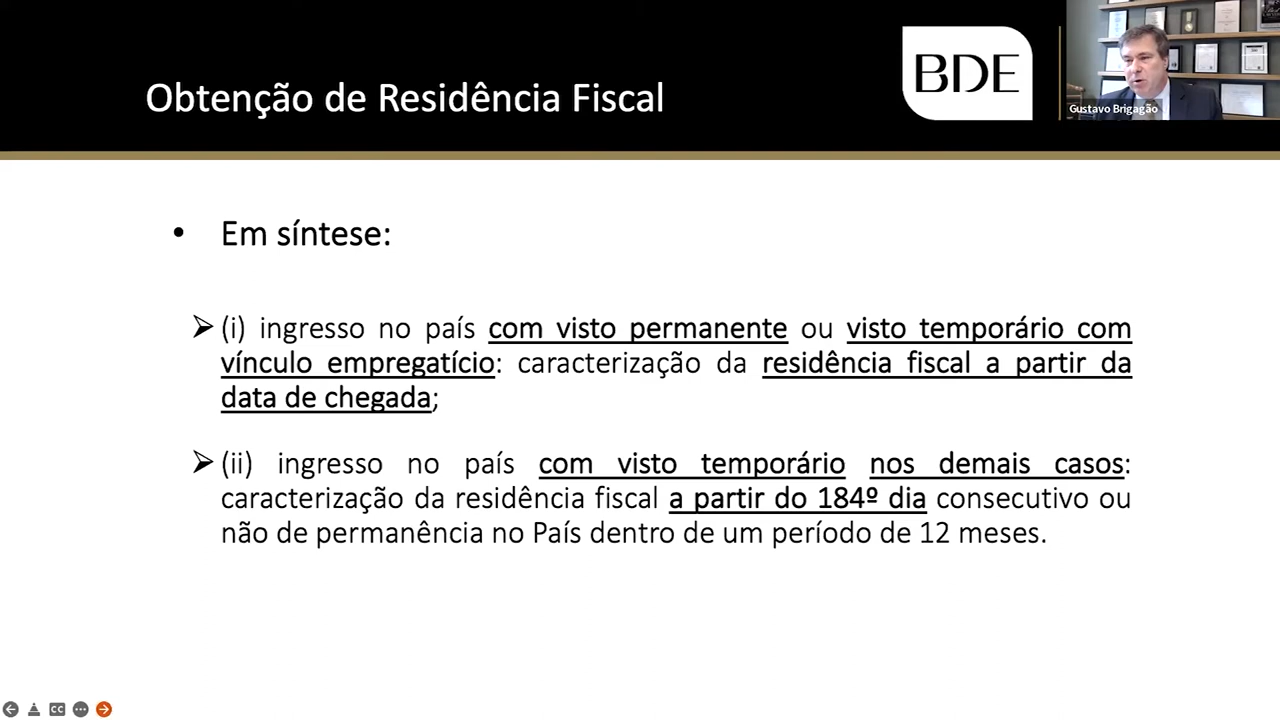 Obtenção de Residência Fiscal
BDE
Gustavo Brigagão
• Em síntese:
➢ (i) ingresso no país com visto permanente ou visto temporário com
vínculo empregatício: caracterização da residência fiscal a partir da
data de chegada;
➢ (ii) ingresso no país com visto temporário nos demais casos:
caracterização da residência fiscal a partir do 184º dia consecutivo ou
não de permanência no País dentro de um período de 12 meses.
CC